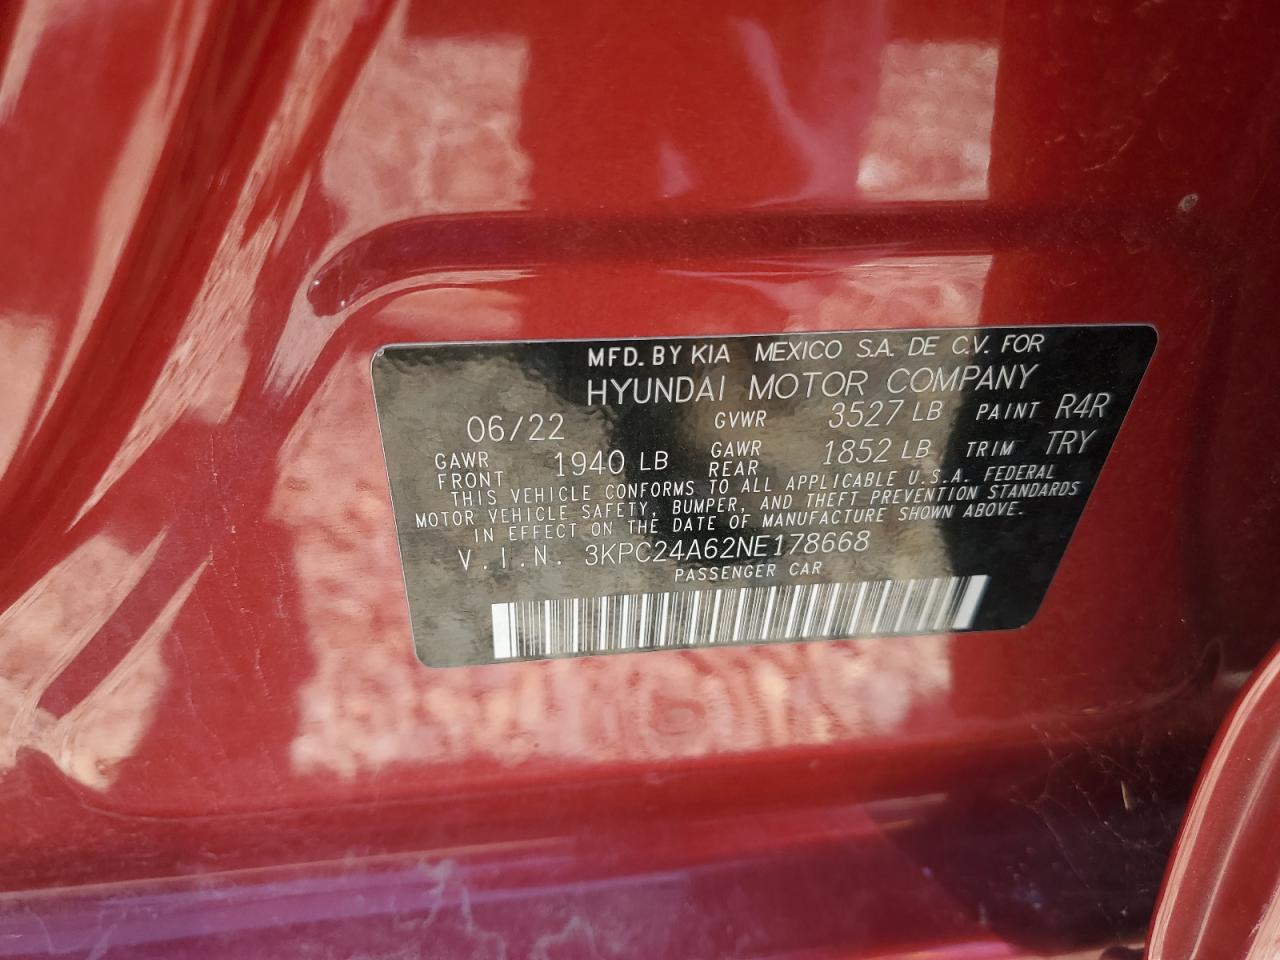 MFD. BY KIA MEXICO S.A. DE C.V. FOR
HYUNDAI MOTOR COMPANY
06/22 GVWR 3527 LB PAINT R4R
GAWR FRONT 1940 LB GAWR REAR 1852 LB TRIM TRY
THIS VEHICLE CONFORMS TO ALL APPLICABLE U.S.A. FEDERAL
MOTOR VEHICLE SAFETY, BUMPER, AND THEFT PREVENTION STANDARDS
IN EFFECT ON THE DATE OF MANUFACTURE SHOWN ABOVE.
V.I.N. 3KPC24A62NE178668
PASSENGER CAR